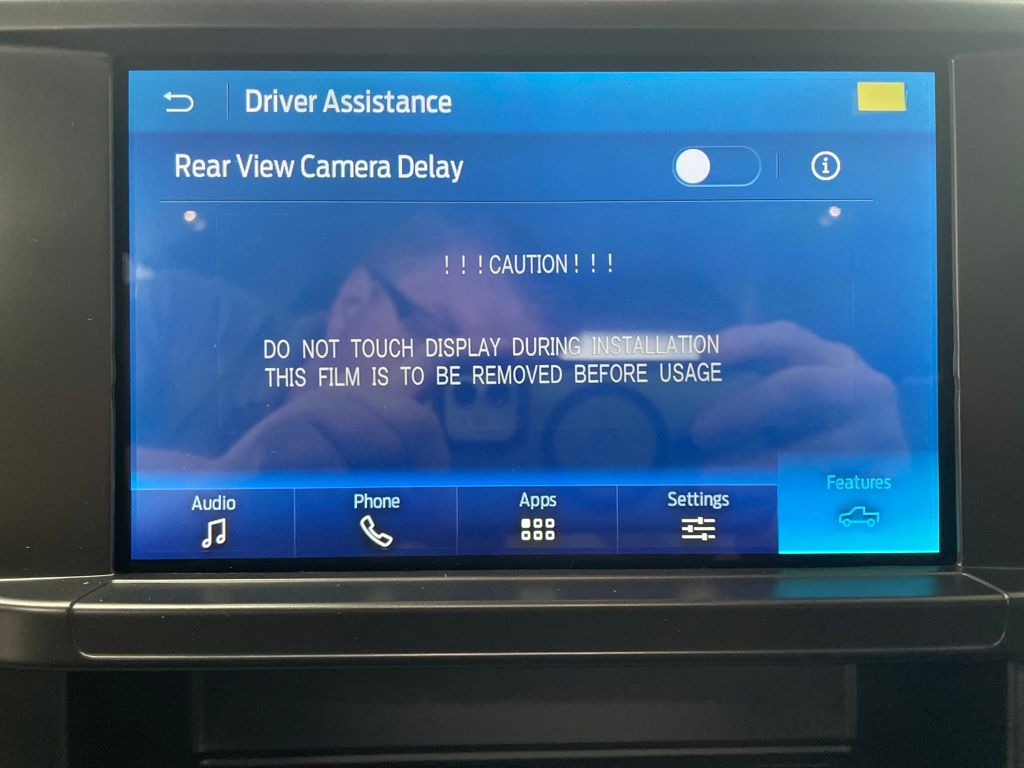 Driver Assistance
Rear View Camera Delay
!!!CAUTION!!!
DO NOT TOUCH DISPLAY DURING INSTALLATION
THIS FILM IS TO BE REMOVED BEFORE USAGE
Audio Phone Apps Settings Features